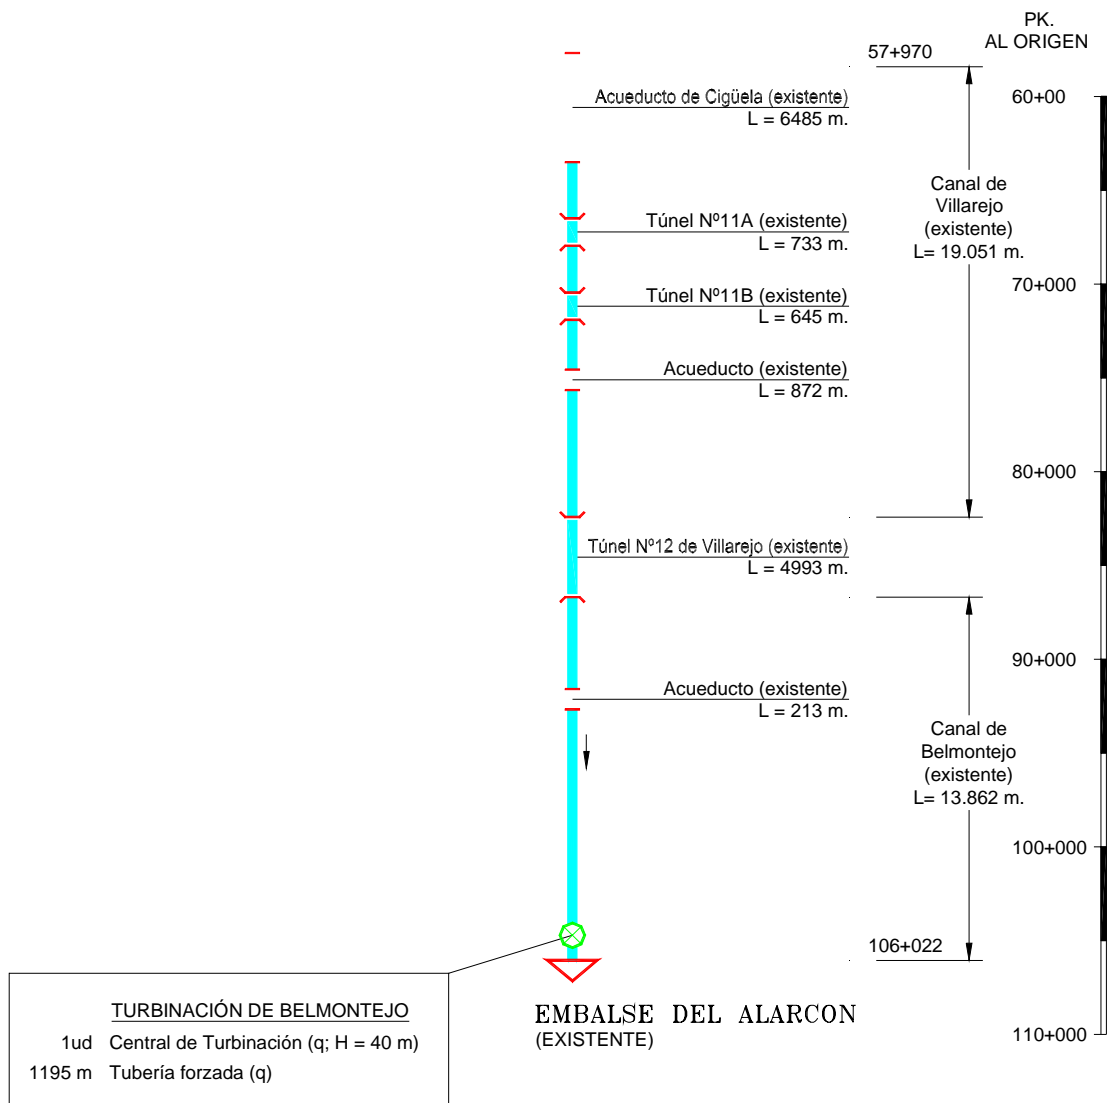 PK.
AL ORIGEN
57+970
60+00
Acueducto de Cigüela (existente)
L = 6485 m.
Canal de
Villarejo
(existente)
L= 19.051 m.
Túnel Nº11A (existente)
L = 733 m.
70+000
Túnel Nº11B (existente)
L = 645 m.
Acueducto (existente)
L = 872 m.
80+000
Túnel Nº12 de Villarejo (existente)
L = 4993 m.
90+000
Acueducto (existente)
L = 213 m.
Canal de
Belmontejo
(existente)
L= 13.862 m.
100+000
106+022
TURBINACIÓN DE BELMONTEJO
1ud Central de Turbinación (q; H = 40 m)
1195 m Tubería forzada (q)
EMBALSE DEL ALARCON
(EXISTENTE)
110+000